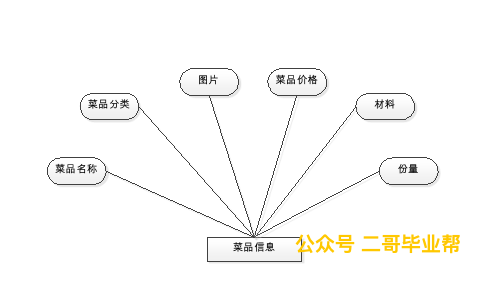 图片
菜品价格
菜品分类
材料
菜品名称
份量
菜品信息
公众号 二哥毕业帮